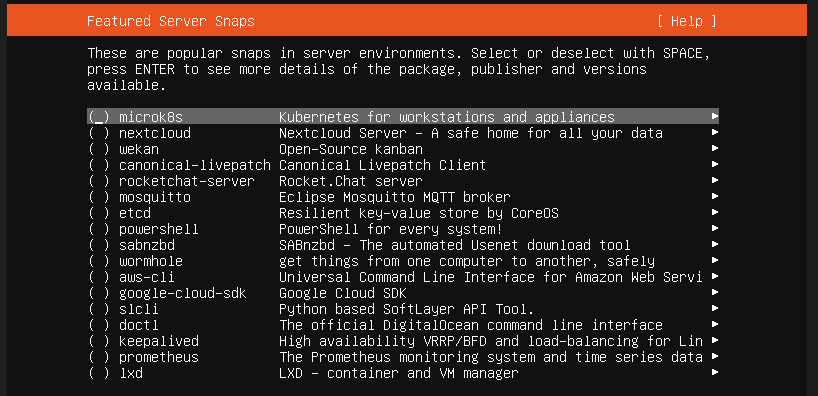 Featured Server Snaps [ Help ]
These are popular snaps in server environments. Select or deselect with SPACE,
press ENTER to see more details of the package, publisher and versions
available.
(_) microk8s Kubernetes for workstations and appliances ▸
( ) nextcloud Nextcloud Server - A safe home for all your data ▸
( ) wekan Open-Source kanban ▸
( ) canonical-livepatch Canonical Livepatch Client ▸
( ) rocketchat-server Rocket.Chat server ▸
( ) mosquitto Eclipse Mosquitto MQTT broker ▸
( ) etcd Resilient key-value store by CoreOS ▸
( ) powershell PowerShell for every system! ▸
( ) sabnzbd SABnzbd - The automated Usenet download tool ▸
( ) wormhole get things from one computer to another, safely ▸
( ) aws-cli Universal Command Line Interface for Amazon Web Servi ▸
( ) google-cloud-sdk Google Cloud SDK ▸
( ) slcli Python based SoftLayer API Tool. ▸
( ) doctl The official DigitalOcean command line interface ▸
( ) keepalived High availability VRRP/BFD and load-balancing for Lin ▸
( ) prometheus The Prometheus monitoring system and time series data ▸
( ) lxd LXD - container and VM manager ▸